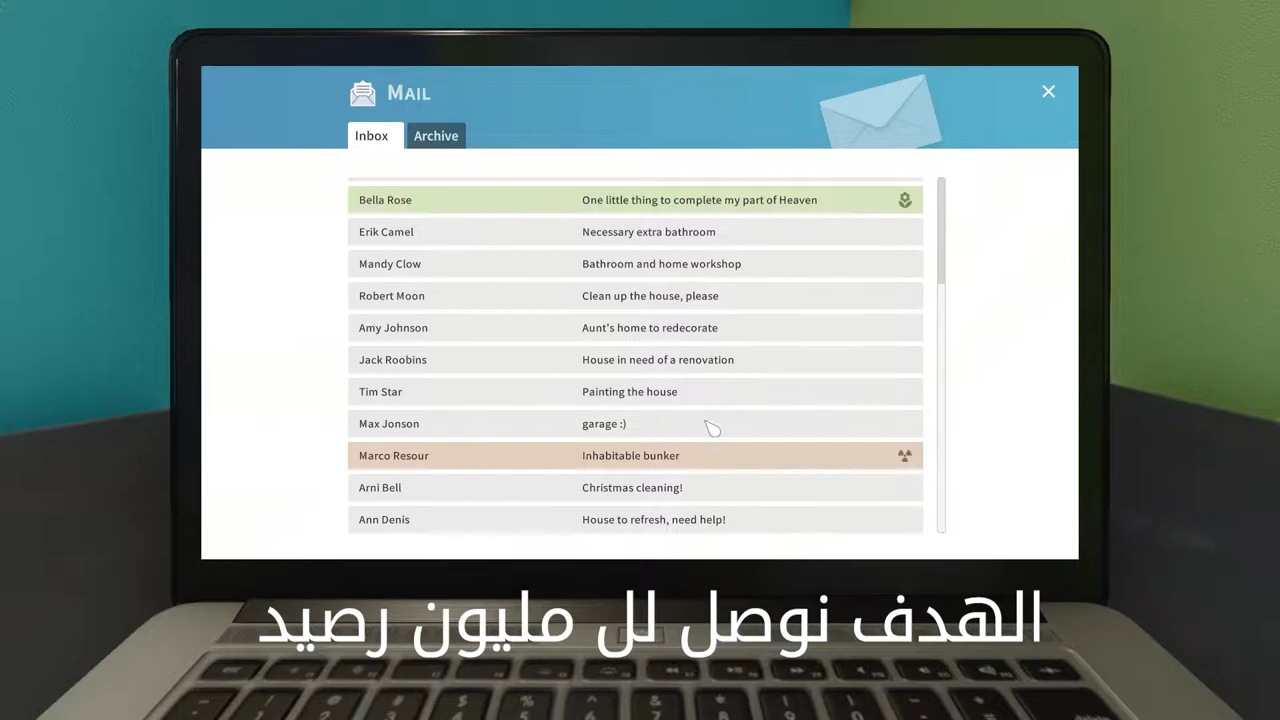 MAIL
Inbox
Archive
Bella Rose One little thing to complete my part of Heaven
Erik Camel Necessary extra bathroom
Mandy Clow Bathroom and home workshop
Robert Moon Clean up the house, please
Amy Johnson Aunt's home to redecorate
Jack Roobins House in need of a renovation
Tim Star Painting the house
Max Jonson garage :)
Marco Resour Inhabitable bunker
Arni Bell Christmas cleaning!
Ann Denis House to refresh, need help!
الهدف نوصل لل مليون رصيد